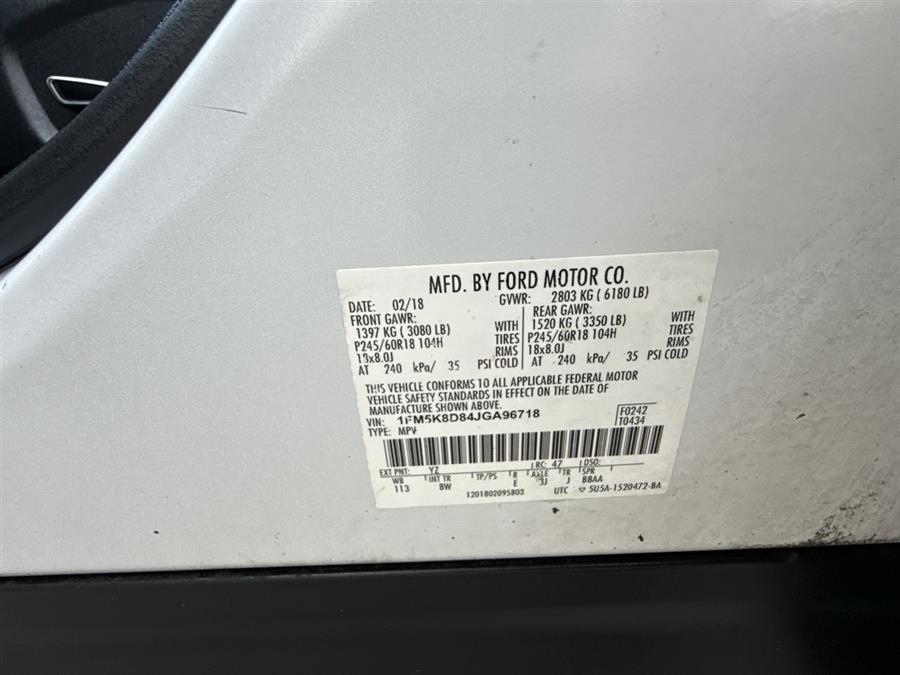 MFD. BY FORD MOTOR CO.
DATE: 02/18 GVWR: 2803 KG ( 6180 LB)
FRONT GAWR: REAR GAWR:
1397 KG ( 3080 LB) WITH 1520 KG ( 3350 LB) WITH
P245/60R18 104H TIRES P245/60R18 104H TIRES
18x8.0J RIMS 18x8.0J RIMS
AT 240 kPa/ 35 PSI COLD AT 240 kPa/ 35 PSI COLD
THIS VEHICLE CONFORMS TO ALL APPLICABLE FEDERAL MOTOR
VEHICLE SAFETY STANDARDS IN EFFECT ON THE DATE OF
MANUFACTURE SHOWN ABOVE.
VIN: 1FM5K8D84JGA96718 F0242
TYPE: MPV T0434
EXT PNT: YZ RC: 47 DSO:
WB INT TR TP/PS R AXLE TR SPR
113 BW E 3J J BBAA
1201802095803 UTC ▽ 5U5A-1520472-BA